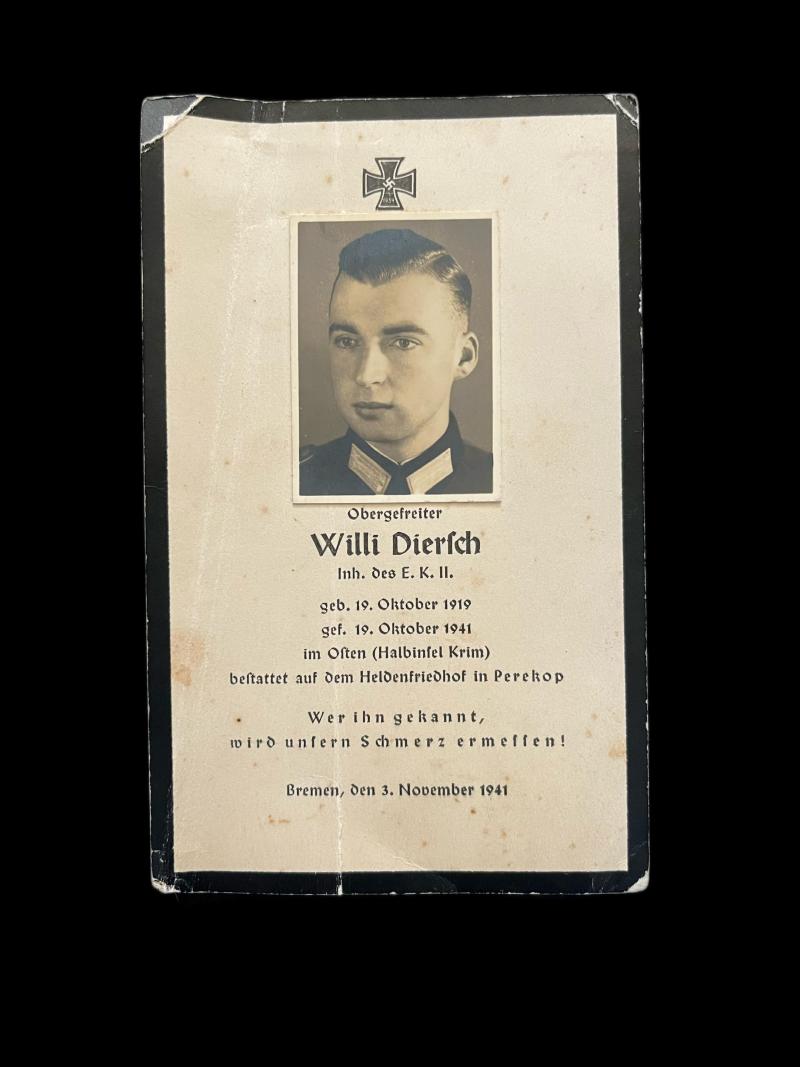 1939
Obergefreiter
Willi Dierſch
Inh. des E. K. II.
geb. 19. Oktober 1919
gef. 19. Oktober 1941
im Oſten (Halbinſel Krim)
beſtattet auf dem Heldenfriedhof in Perekop
Wer ihn gekannt,
wird unſern Schmerz ermeſſen!
Bremen, den 3. November 1941